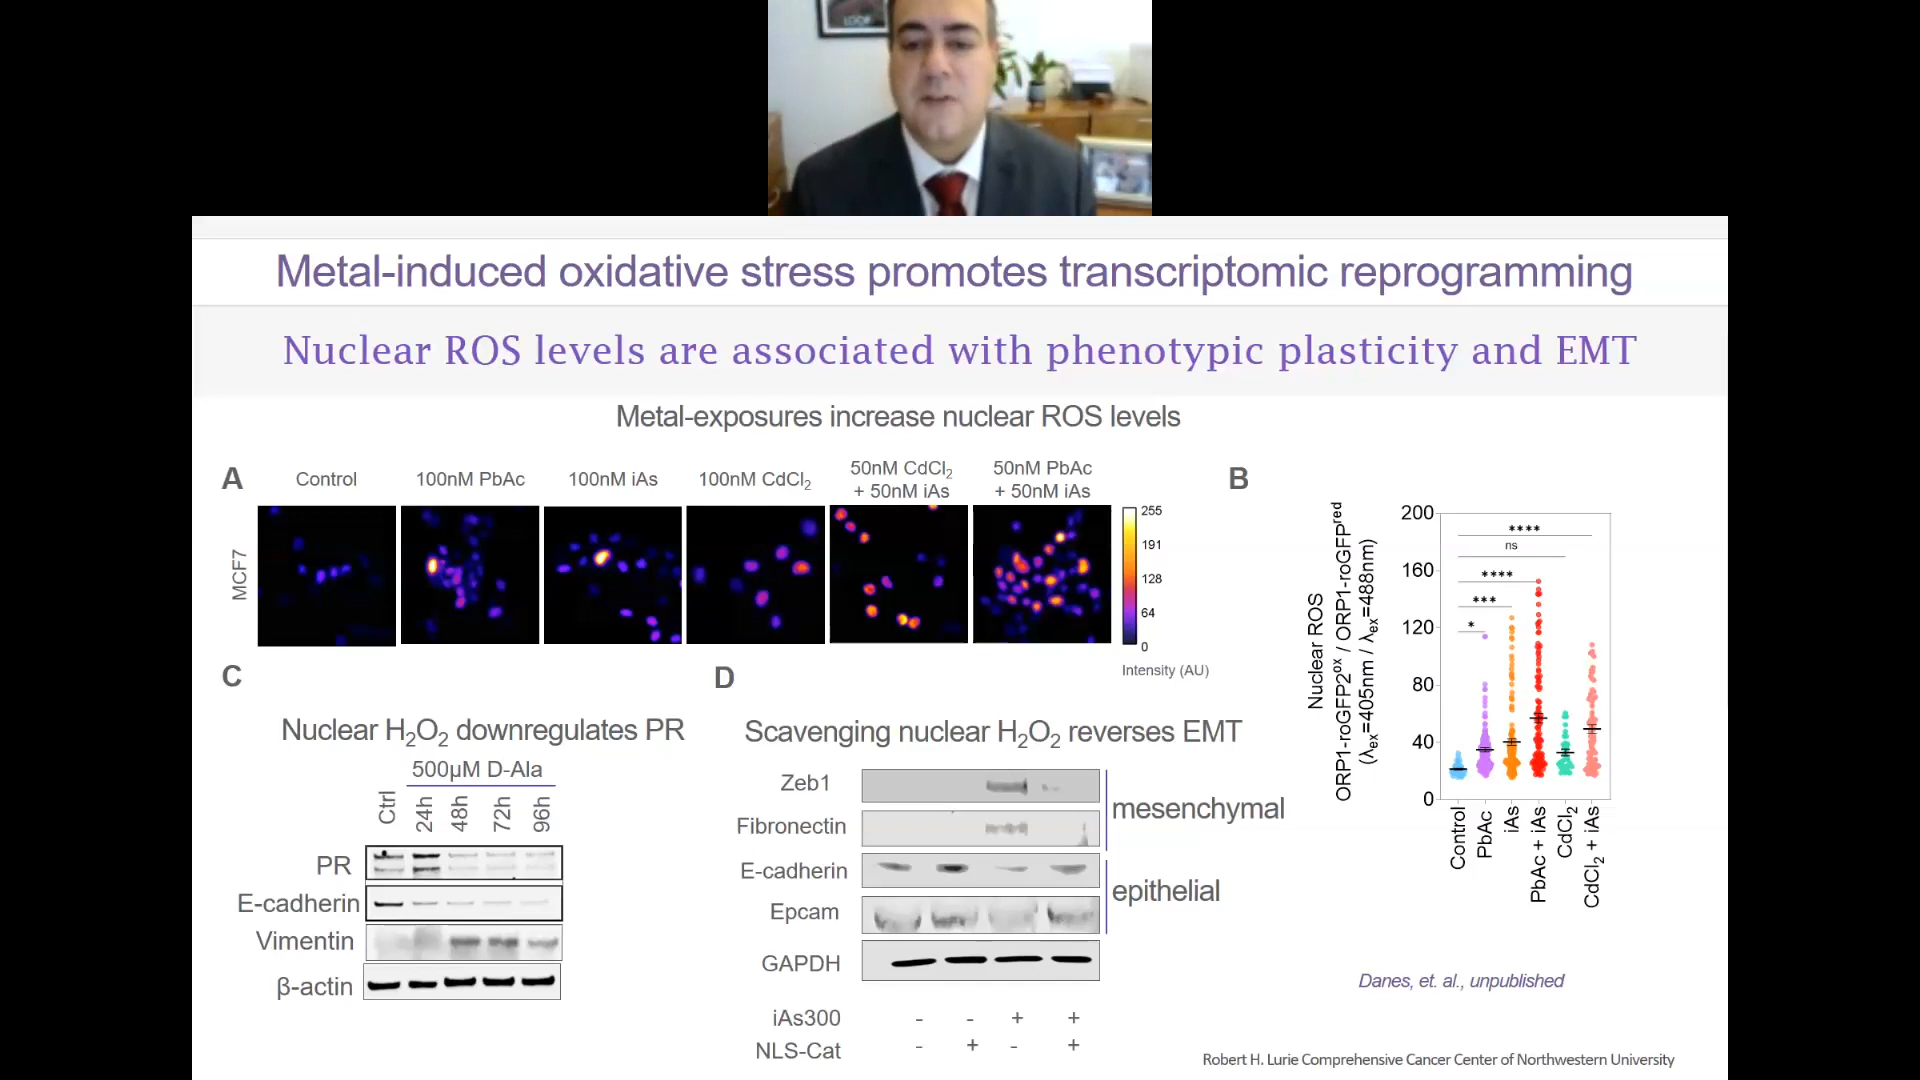 LOOP
Metal-induced oxidative stress promotes transcriptomic reprogramming
Nuclear ROS levels are associated with phenotypic plasticity and EMT
Metal-exposures increase nuclear ROS levels
A
Control
100nM PbAc
100nM iAs
100nM CdCl₂
50nM CdCl₂
+ 50nM iAs
50nM PbAc
+ 50nM iAs
MCF7
255
191
128
64
0
Intensity (AU)
B
Nuclear ROS
ORP1-roGFP2ᵒˣ / ORP1-roGFPʳᵉᵈ
(λₑₓ=405nm / λₑₓ=488nm)
200
160
120
80
40
0
****
ns
****
***
*
Control
PbAc
iAs
PbAc + iAs
CdCl₂
CdCl₂ + iAs
C
Nuclear H₂O₂ downregulates PR
500µM D-Ala
Ctrl
24h
48h
72h
96h
PR
E-cadherin
Vimentin
β-actin
D
Scavenging nuclear H₂O₂ reverses EMT
Zeb1
Fibronectin
mesenchymal
E-cadherin
Epcam
epithelial
GAPDH
iAs300 - - + +
NLS-Cat - + - +
Danes, et. al., unpublished
Robert H. Lurie Comprehensive Cancer Center of Northwestern University